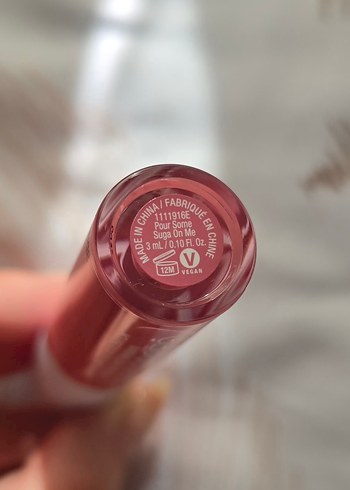 MADE IN CHINA / FABRIQUÉ EN CHINE
1111916E
Pour Some
Suga On Me
3 mL / 0.10 Fl. Oz.
12M
V
VEGAN